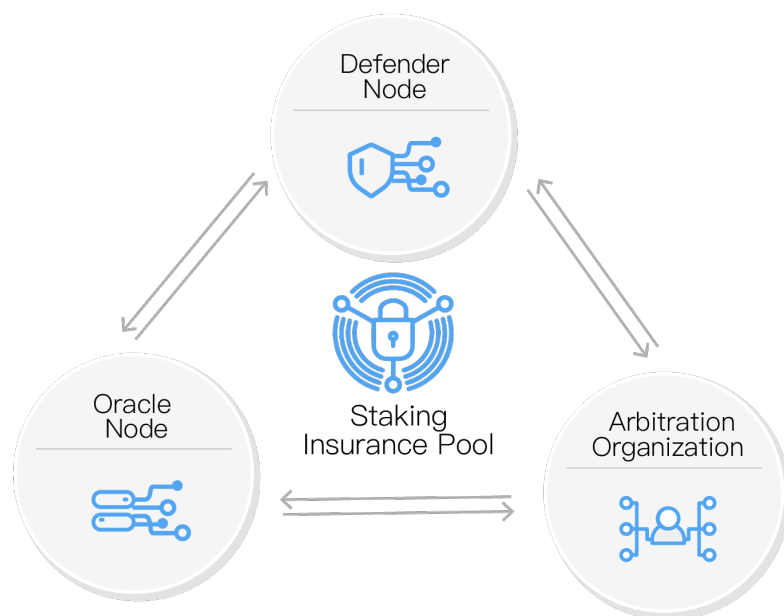 Defender
Node
Oracle
Node
Staking
Insurance Pool
Arbitration
Organization